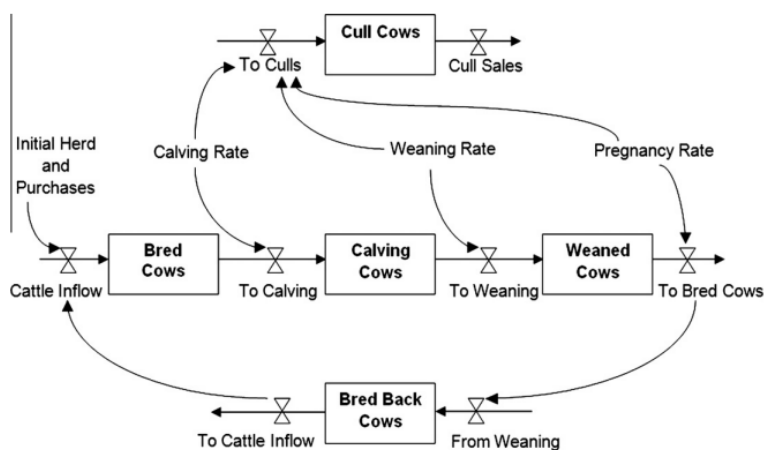 Cull Cows
To Culls
Cull Sales
Initial Herd
and
Purchases
Calving Rate
Weaning Rate
Pregnancy Rate
Bred
Cows
Calving
Cows
Weaned
Cows
Cattle Inflow
To Calving
To Weaning
To Bred Cows
Bred Back
Cows
To Cattle Inflow
From Weaning